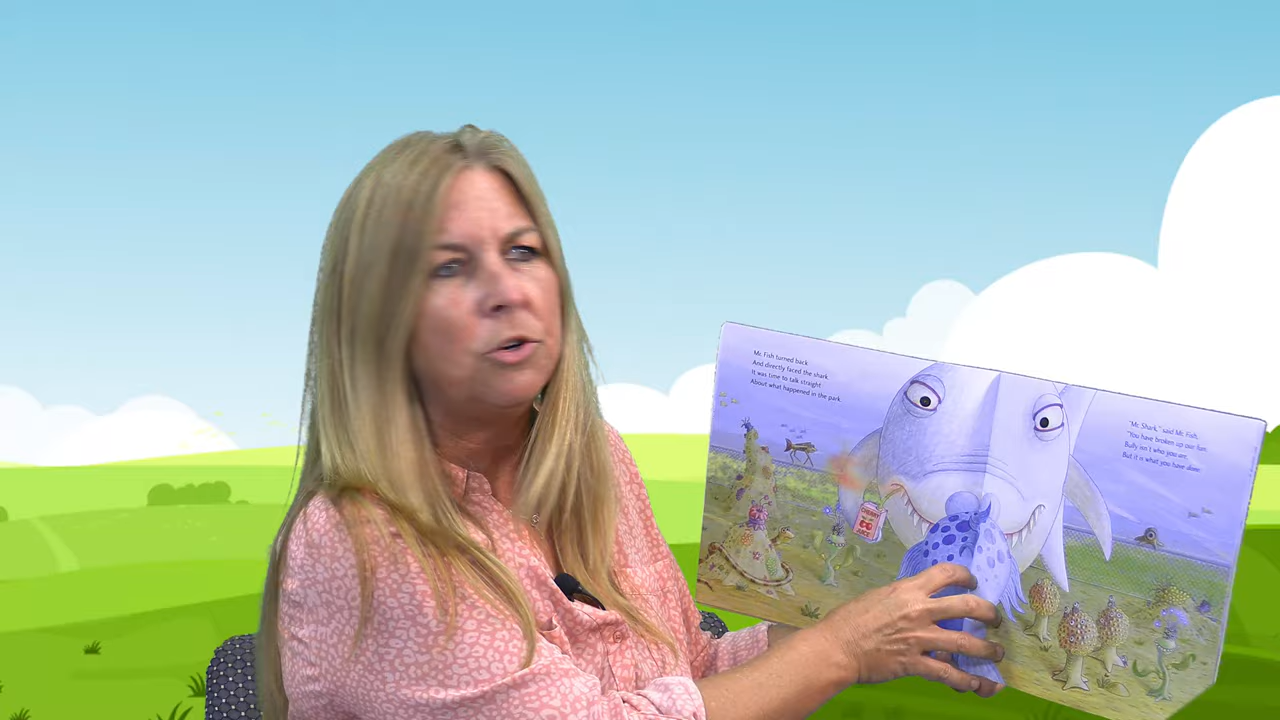 Mr. Fish turned back
And directly faced the shark.
It was time to talk straight
About what happened in the park.
"Mr. Shark," said Mr. Fish,
"You have broken up our fun.
Bully isn't who you are,
But it is what you have done.
CHERRY